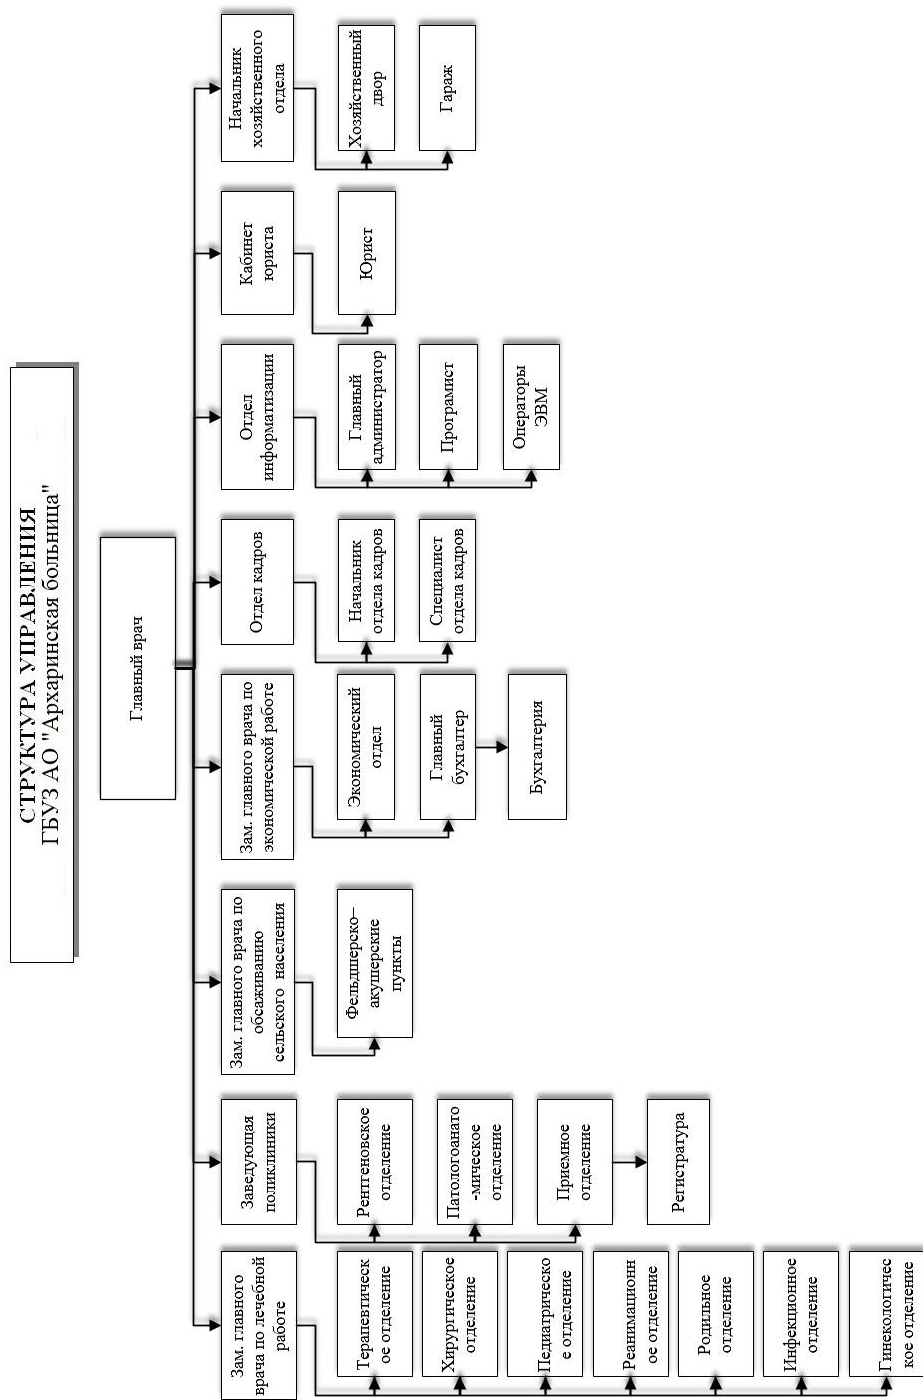 СТРУКТУРА УПРАВЛЕНИЯ
ГБУЗ АО "Архаринская больница"
Главный врач
Зам. главного
врача по лечебной
работе
Терапевтическ
ое отделение
Хирургическое
отделение
Педиатрическо
е отделение
Реанимационн
ое отделение
Родильное
отделение
Инфекционное
отделение
Гинекологичес
кое отделение
Заведующая
поликлиники
Рентгеновское
отделение
Патологоанато
-мическое
отделение
Приемное
отделение
Регистратура
Зам. главного врача по
обсаживанию
сельского населения
Фельдшерско–
акушерские
пункты
Зам. главного врача по
экономической работе
Экономический
отдел
Главный
бухгалтер
Бухгалтерия
Отдел кадров
Начальник
отдела кадров
Специалист
отдела кадров
Отдел
информатизации
Главный
администратор
Програмист
Операторы
ЭВМ
Кабинет
юриста
Юрист
Начальник
хозяйственного
отдела
Хозяйственный
двор
Гараж